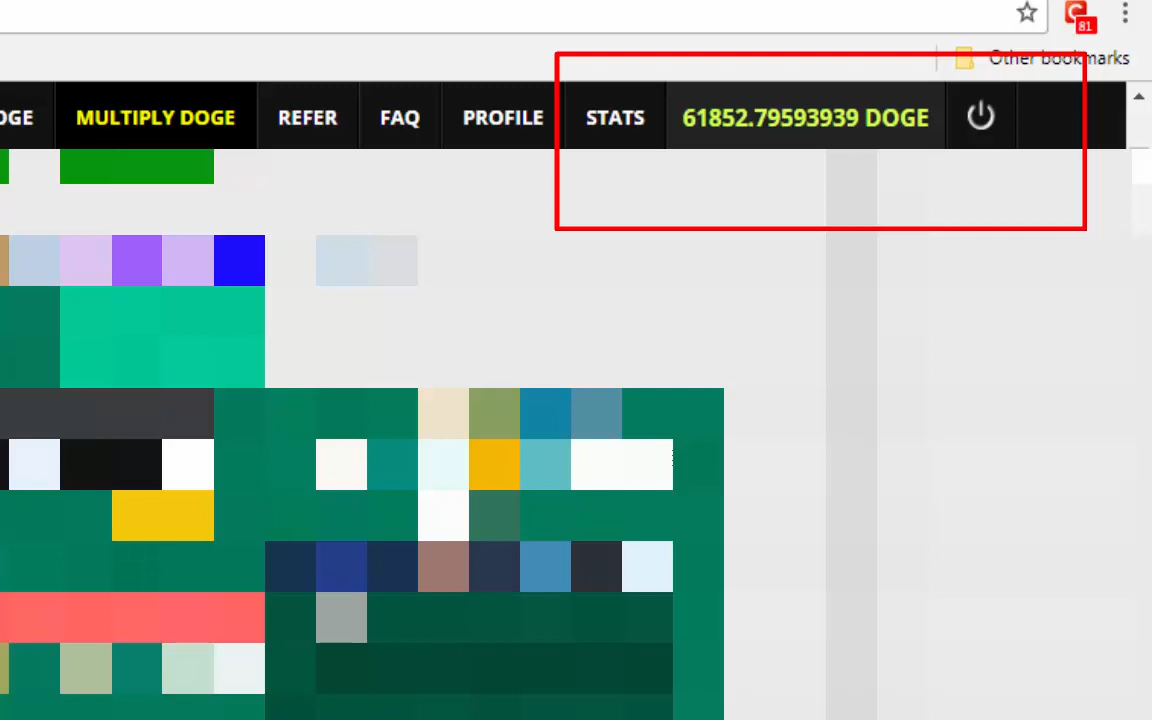 81
Other bookmarks
OGE MULTIPLY DOGE REFER FAQ PROFILE STATS 61852.79593939 DOGE